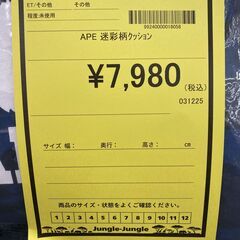 ET/その他
その他
程度:未使用
99240000018058
APE 迷彩柄クッション
¥7,980(税込)
031225
サイズ 幅: 奥行: 高さ: cm
商品のサイズ・状態をよくご確認ください。
1 2 3 4 5 6 7 8 9 10 11 12
Jungle-Jungle